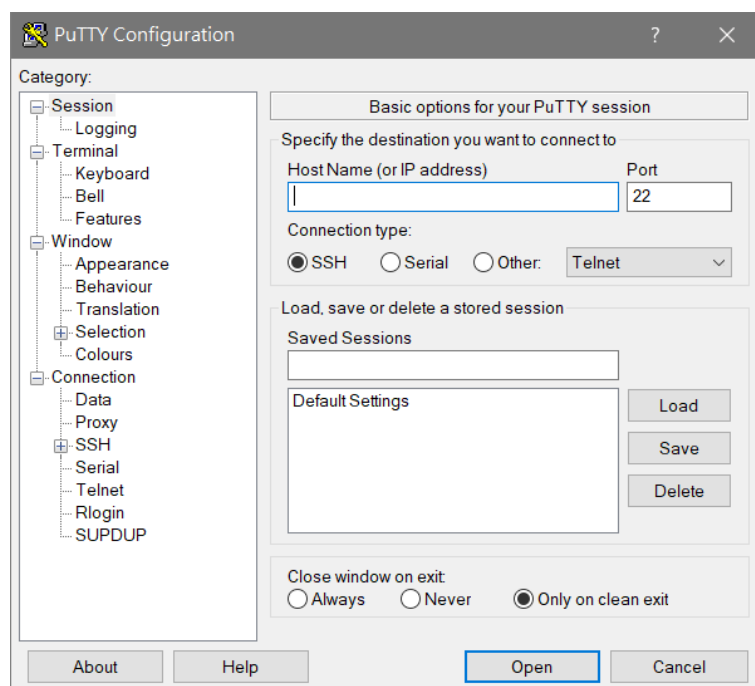 PuTTY Configuration
?
Category:
Session
Logging
Terminal
Keyboard
Bell
Features
Window
Appearance
Behaviour
Translation
Selection
Colours
Connection
Data
Proxy
SSH
Serial
Telnet
Rlogin
SUPDUP
Basic options for your PuTTY session
Specify the destination you want to connect to
Host Name (or IP address) Port
22
Connection type:
SSH Serial Other: Telnet
Load, save or delete a stored session
Saved Sessions
Default Settings
Load
Save
Delete
Close window on exit:
Always Never Only on clean exit
About Help Open Cancel